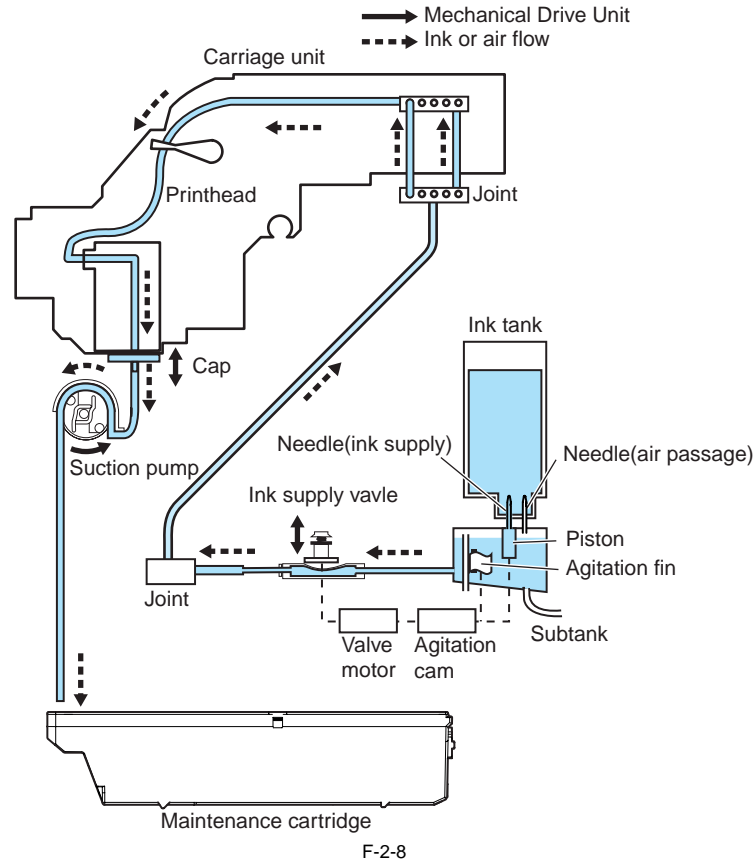 Mechanical Drive Unit
Ink or air flow
Carriage unit
Printhead
Joint
Ink tank
Cap
Needle(ink supply)
Needle(air passage)
Suction pump
Ink supply vavle
Piston
Agitation fin
Joint
Subtank
Valve
motor
Agitation
cam
Maintenance cartridge
F-2-8